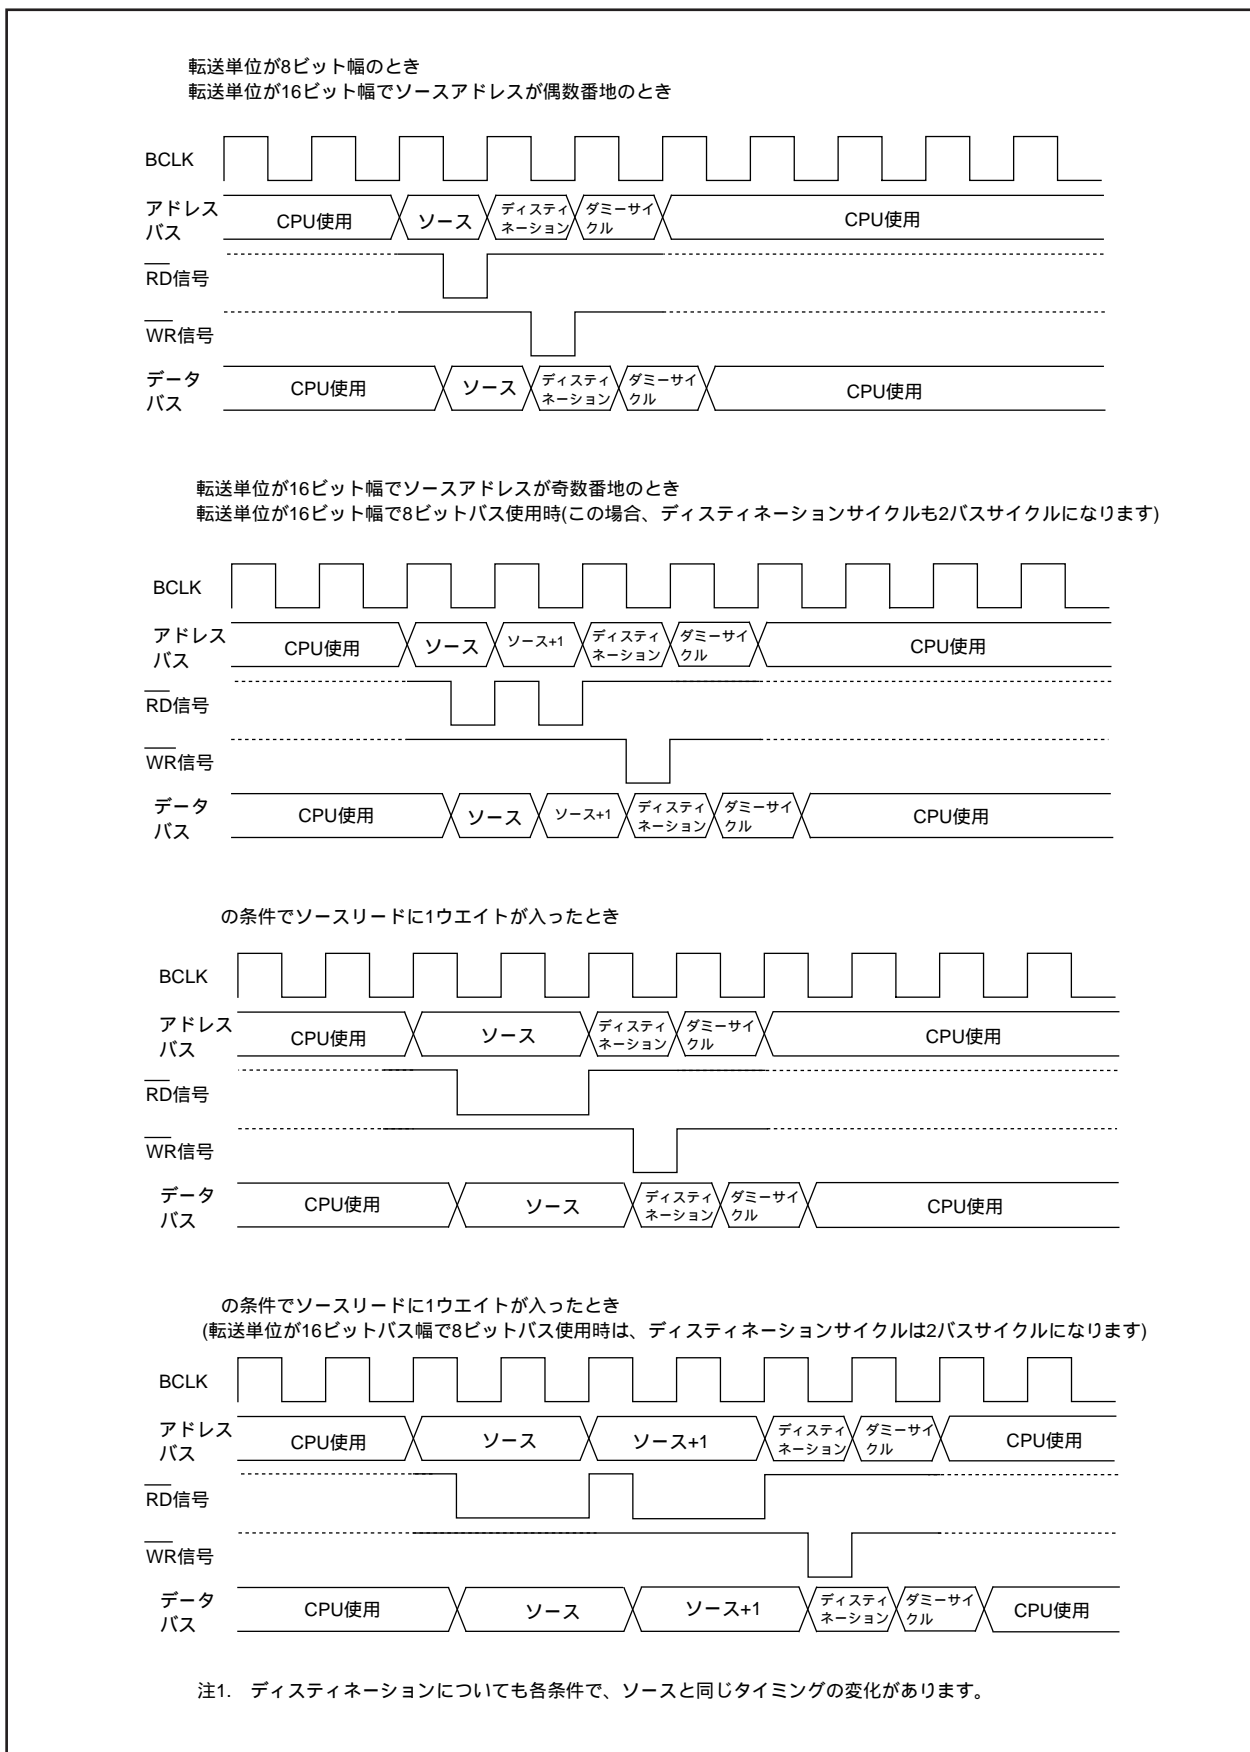 転送単位が8ビット幅のとき
転送単位が16ビット幅でソースアドレスが偶数番地のとき
BCLK
アドレス
バス
CPU使用
ソース
ディスティ
ネーション
ダミーサイ
クル
CPU使用
RD信号
WR信号
データ
バス
CPU使用
ソース
ディスティ
ネーション
ダミーサイ
クル
CPU使用
転送単位が16ビット幅でソースアドレスが奇数番地のとき
転送単位が16ビット幅で8ビットバス使用時(この場合、ディスティネーションサイクルも2バスサイクルになります)
BCLK
アドレス
バス
CPU使用
ソース
ソース+1
ディスティ
ネーション
ダミーサイ
クル
CPU使用
RD信号
WR信号
データ
バス
CPU使用
ソース
ソース+1
ディスティ
ネーション
ダミーサイ
クル
CPU使用
の条件でソースリードに1ウエイトが入ったとき
BCLK
アドレス
バス
CPU使用
ソース
ディスティ
ネーション
ダミーサイ
クル
CPU使用
RD信号
WR信号
データ
バス
CPU使用
ソース
ディスティ
ネーション
ダミーサイ
クル
CPU使用
の条件でソースリードに1ウエイトが入ったとき
(転送単位が16ビットバス幅で8ビットバス使用時は、ディスティネーションサイクルは2バスサイクルになります)
BCLK
アドレス
バス
CPU使用
ソース
ソース+1
ディスティ
ネーション
ダミーサイ
クル
CPU使用
RD信号
WR信号
データ
バス
CPU使用
ソース
ソース+1
ディスティ
ネーション
ダミーサイ
クル
CPU使用
注1. ディスティネーションについても各条件で、ソースと同じタイミングの変化があります。